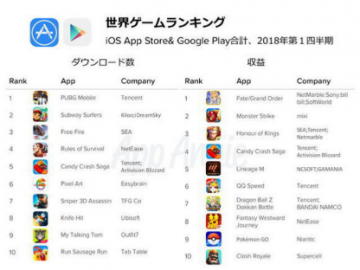 世界ゲームランキング
iOS App Store& Google Play合計、2018年第１四半期
ダウンロード数
収益
Rank App Company
1 PUBG Mobile Tencent
2 Subway Surfers Kiloo;DreamSky
3 Free Fire SEA
4 Rules of Survival NetEase
5 Candy Crush Saga Tencent;
Activision Blizzard
6 Pixel Art Easybrain
7 Sniper 3D Assassin TFG Co
8 Knife Hit Ubisoft
9 My Talking Tom Outfit7
10 Run Sausage Run Tab Table
Rank App Company
1 Fate/Grand Order NetMarble;Sony;bili
bili;SoftWorld
2 Monster Strike mixi
3 Honour of Kings SEA;Tencent;
Netmarble
4 Candy Crush Saga Tencent;
Activision Blizzard
5 Lineage M NCSOFT;GAMANIA
6 QQ Speed Tencent
7 Dragon Ball Z
Dokkan Battle Tencent;
BANDAI NAMCO
8 Fantasy Westward
Journey NetEase
9 Pokémon GO Niantic
10 Clash Royale Supercell
App Annie